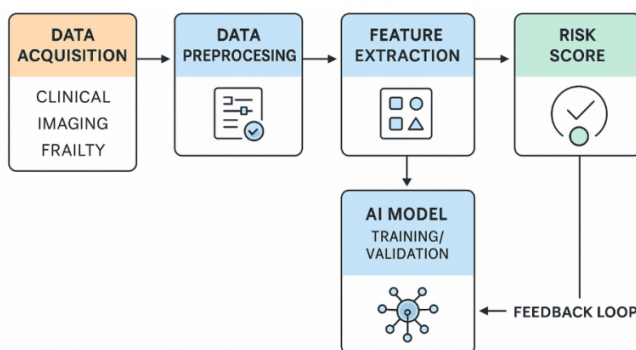 DATA
ACQUISITION
CLINICAL
IMAGING
FRAILTY
DATA
PREPROCESING
FEATURE
EXTRACTION
RISK
SCORE
AI MODEL
TRAINING/
VALIDATION
FEEDBACK LOOP